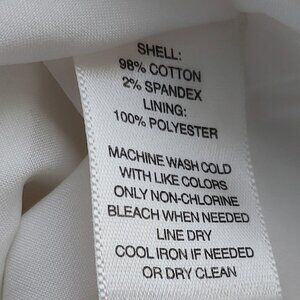 SHELL:
98% COTTON
2% SPANDEX
LINING:
100% POLYESTER
MACHINE WASH COLD
WITH LIKE COLORS
ONLY NON-CHLORINE
BLEACH WHEN NEEDED
LINE DRY
COOL IRON IF NEEDED
OR DRY CLEAN